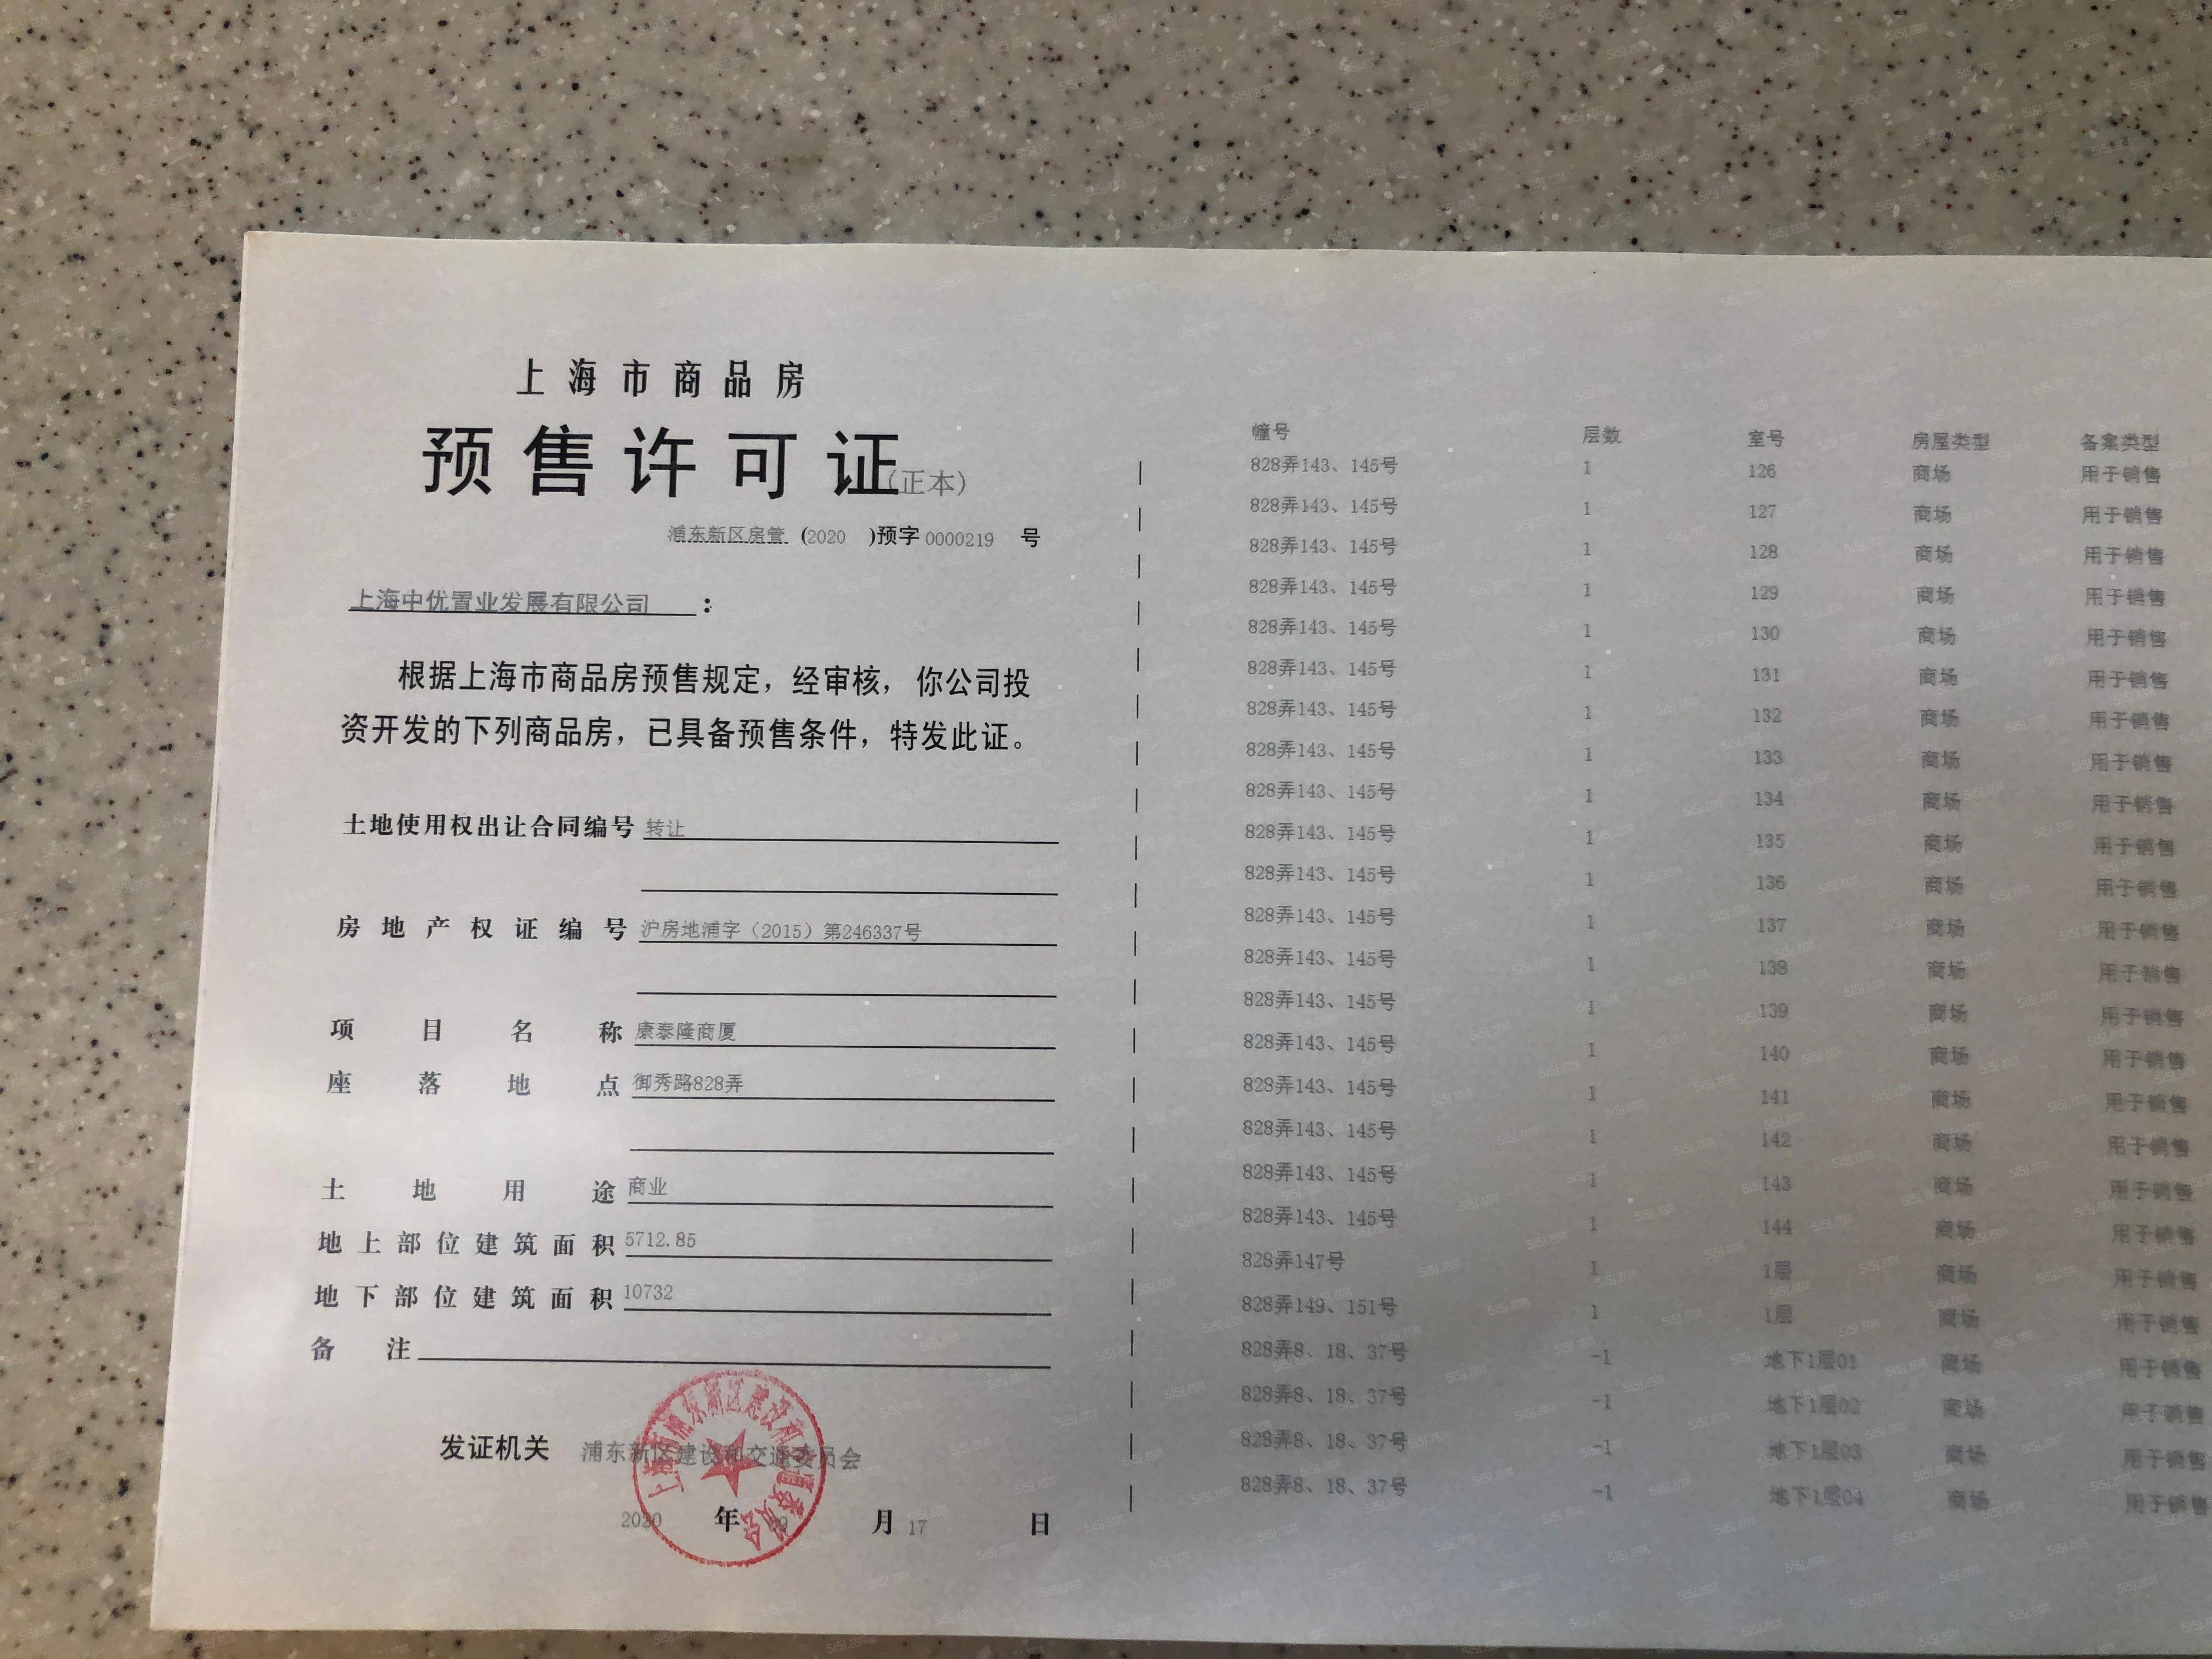 上海市商品房
预售许可证(正本)
浦东新区房管 (2020 )预字 0000219 号
上海中优置业发展有限公司 :
根据上海市商品房预售规定，经审核，你公司投
资开发的下列商品房，已具备预售条件，特发此证。
土地使用权出让合同编号 转让
房地产权证编号 沪房地浦字（2015）第246337号
项目名称 康泰隆商厦
座落地点 御秀路828弄
土地用途 商业
地上部位建筑面积 5712.85
地下部位建筑面积 10732
备注
发证机关 浦东新区建设和交通委员会
2020 年 09 月 17 日
上海市浦东新区建设和交通委员会
幢号 层数 室号 房屋类型 备案类型
828弄143、145号 1 126 商场 用于销售
828弄143、145号 1 127 商场 用于销售
828弄143、145号 1 128 商场 用于销售
828弄143、145号 1 129 商场 用于销售
828弄143、145号 1 130 商场 用于销售
828弄143、145号 1 131 商场 用于销售
828弄143、145号 1 132 商场 用于销售
828弄143、145号 1 133 商场 用于销售
828弄143、145号 1 134 商场 用于销售
828弄143、145号 1 135 商场 用于销售
828弄143、145号 1 136 商场 用于销售
828弄143、145号 1 137 商场 用于销售
828弄143、145号 1 138 商场 用于销售
828弄143、145号 1 139 商场 用于销售
828弄143、145号 1 140 商场 用于销售
828弄143、145号 1 141 商场 用于销售
828弄143、145号 1 142 商场 用于销售
828弄143、145号 1 143 商场 用于销售
828弄143、145号 1 144 商场 用于销售
828弄147号 1 1层 商场 用于销售
828弄149、151号 1 1层 商场 用于销售
828弄8、18、37号 -1 地下1层01 商场 用于销售
828弄8、18、37号 -1 地下1层02 商场 用于销售
828弄8、18、37号 -1 地下1层03 商场 用于销售
828弄8、18、37号 -1 地下1层04 商场 用于销售